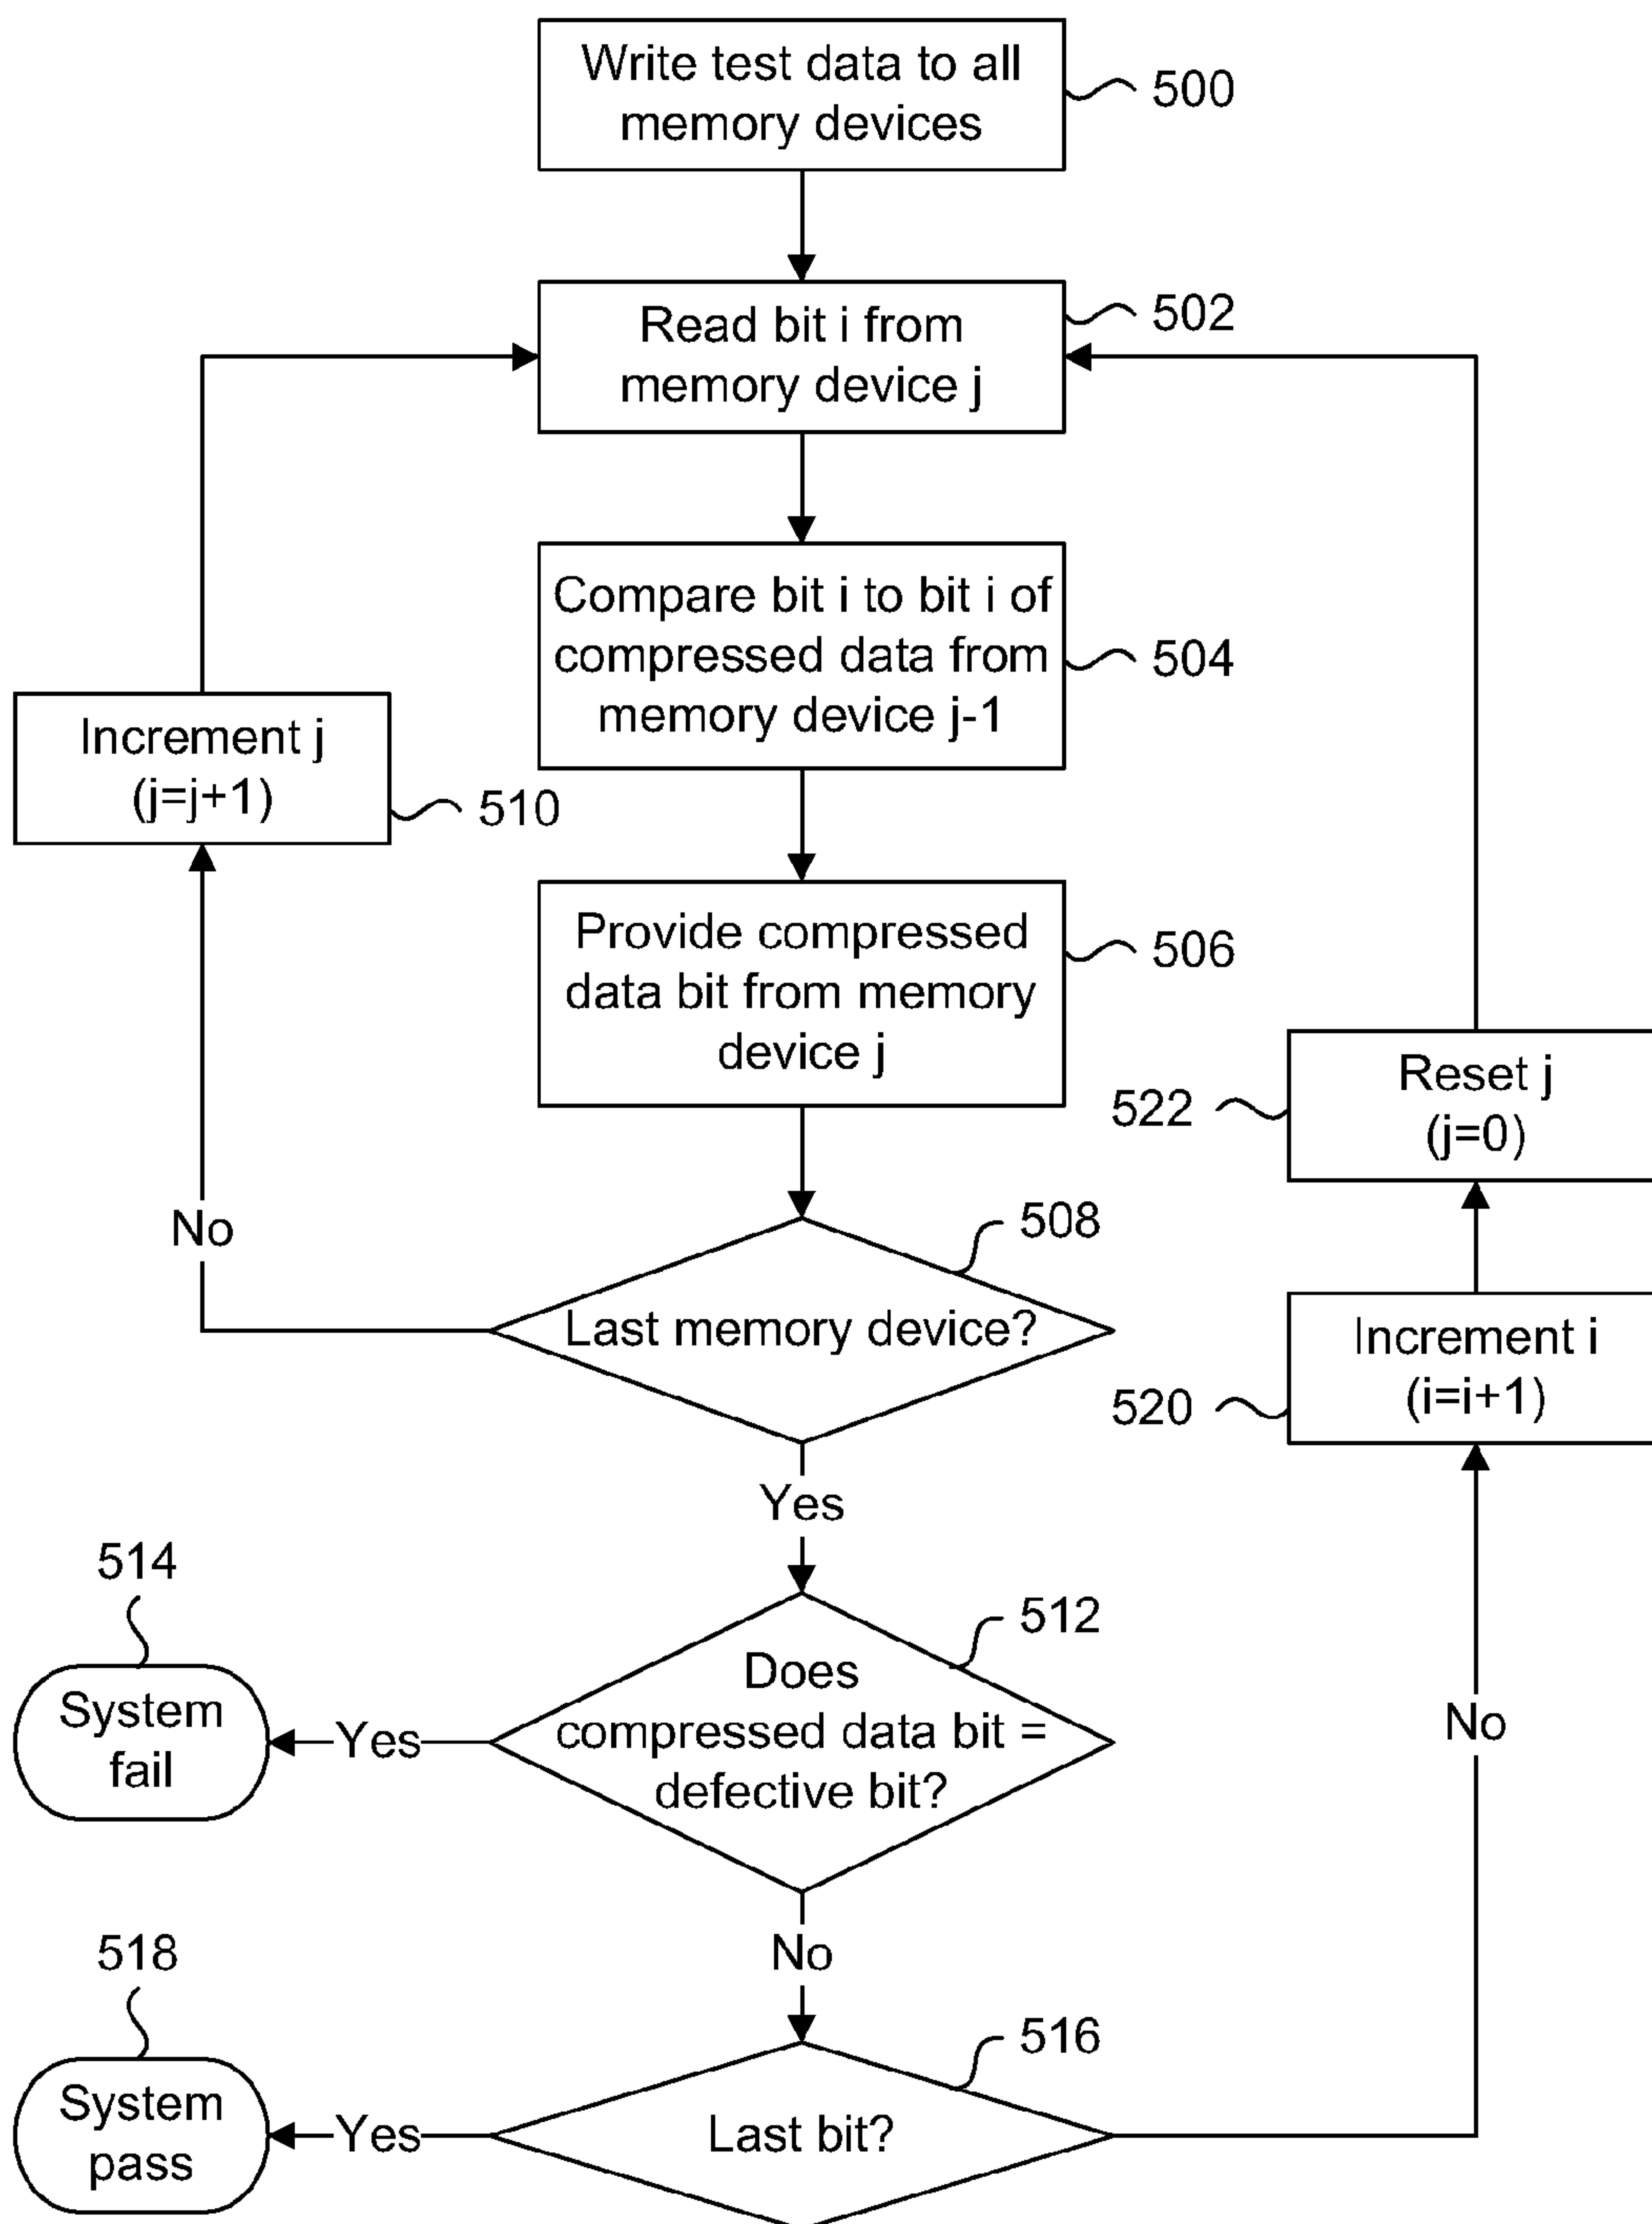 Write test data to all
memory devices
500
Read bit i from
memory device j
502
Compare bit i to bit i of
compressed data from
memory device j-1
504
Increment j
(j=j+1)
510
Provide compressed
data bit from memory
device j
506
Reset j
(j=0)
522
No
508
Last memory device?
Increment i
(i=i+1)
520
Yes
514
System
fail
Yes
512
Does
compressed data bit =
defective bit?
No
No
518
System
pass
Yes
516
Last bit?